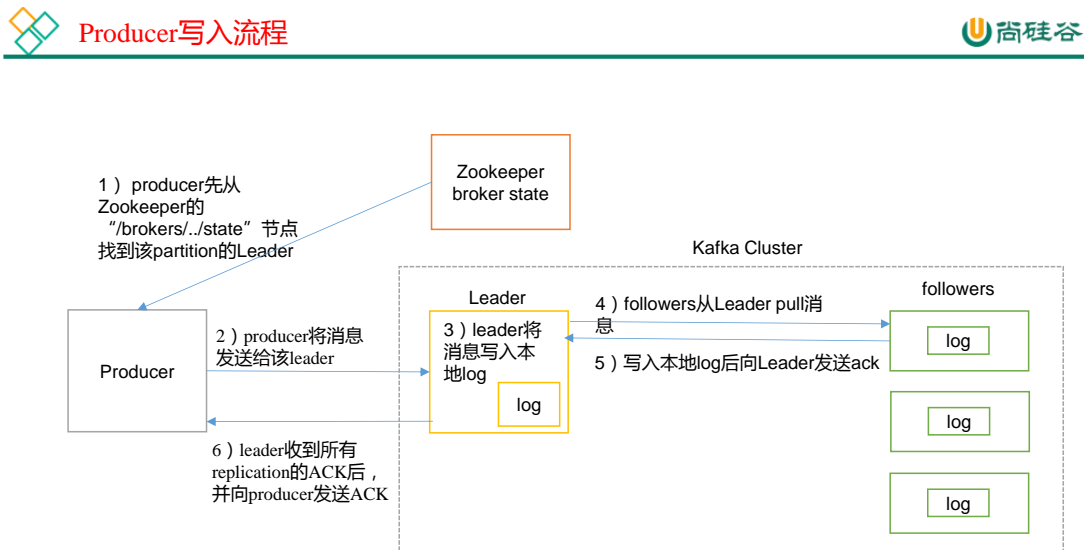 Producer写入流程
尚硅谷
Zookeeper
broker state
1） producer先从
Zookeeper的
“/brokers/../state”节点
找到该partition的Leader
Kafka Cluster
Leader
followers
Producer
2）producer将消息
发送给该leader
3）leader将
消息写入本
地log
log
4）followers从Leader pull消
息
5）写入本地log后向Leader发送ack
log
log
log
6）leader收到所有
replication的ACK后，
并向producer发送ACK